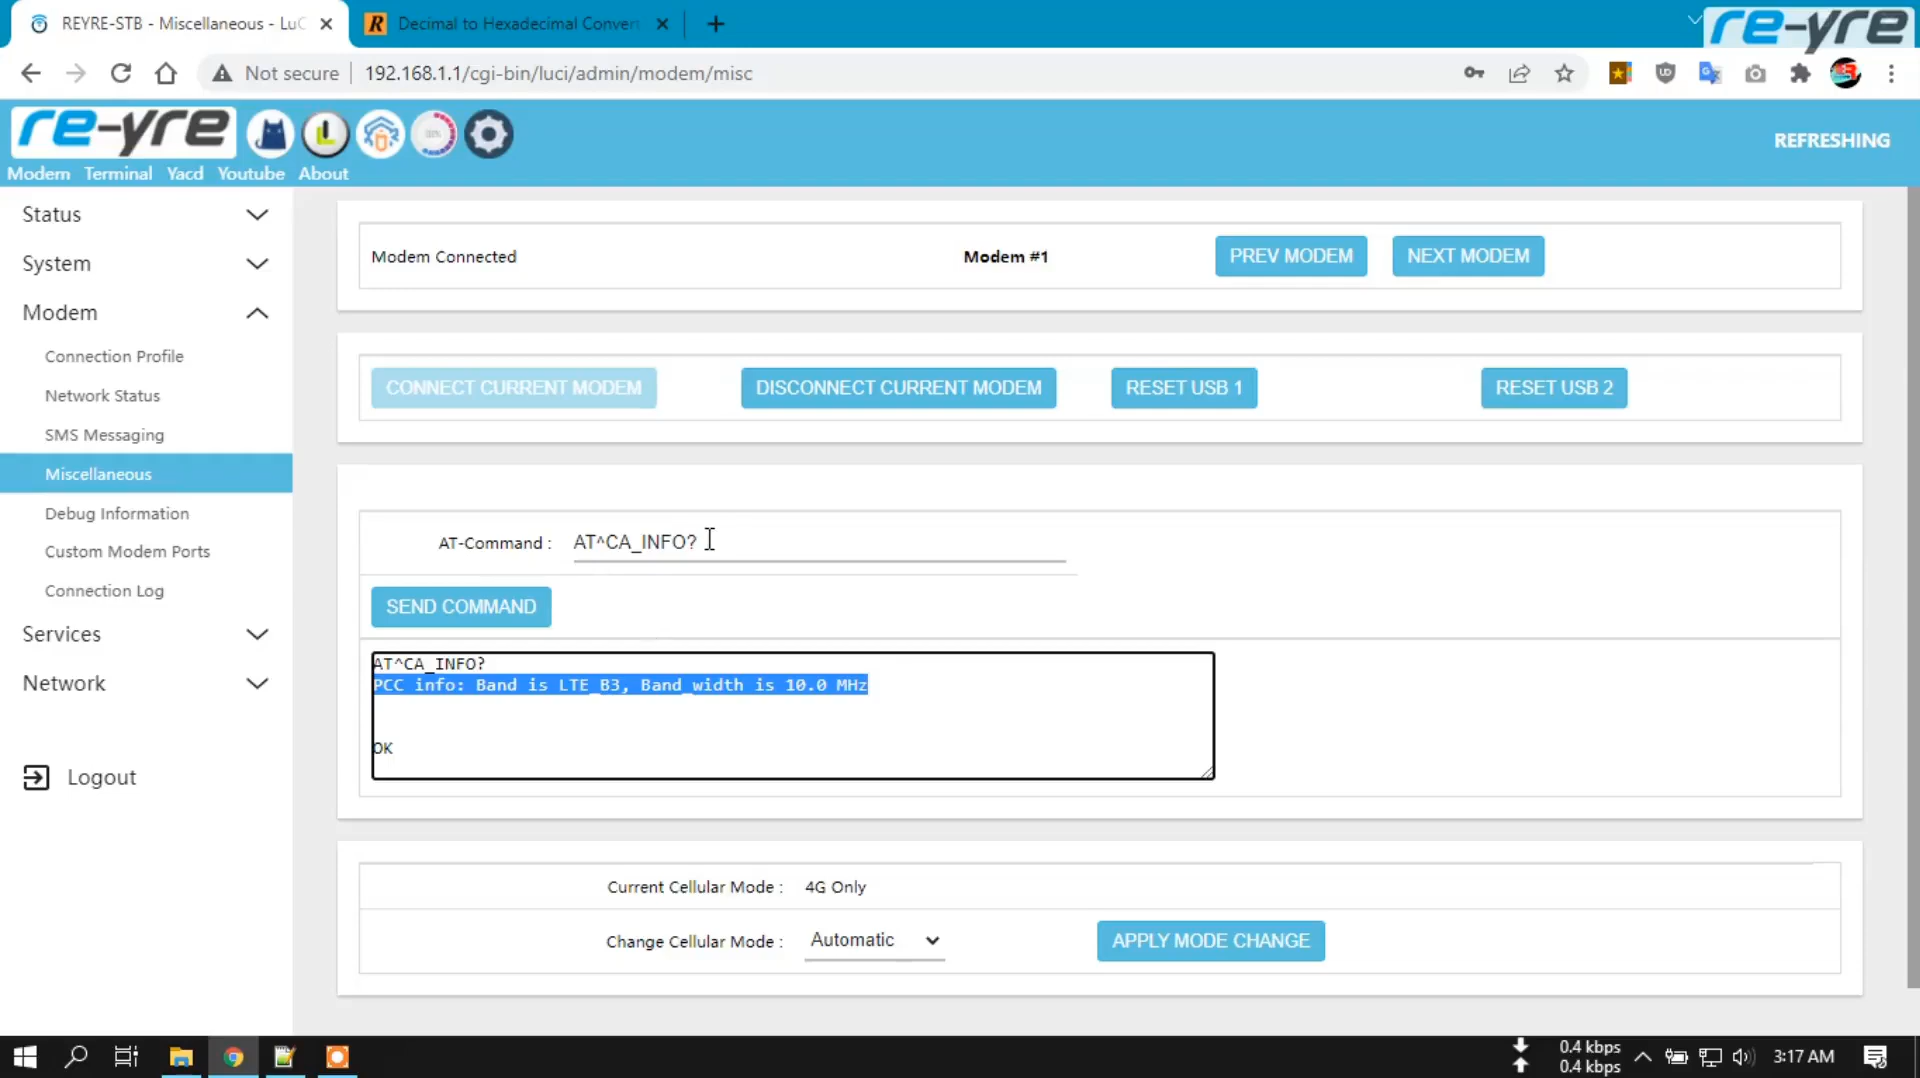 REYRE-STB - Miscellaneous - LuC
Decimal to Hexadecimal Conver
re-yre
Not secure
192.168.1.1/cgi-bin/luci/admin/modem/misc
re-yre
REFRESHING
Modem Terminal Yacd Youtube About
Status
System
Modem
Connection Profile
Network Status
SMS Messaging
Miscellaneous
Debug Information
Custom Modem Ports
Connection Log
Services
Network
Logout
Modem Connected
Modem #1
PREV MODEM
NEXT MODEM
CONNECT CURRENT MODEM
DISCONNECT CURRENT MODEM
RESET USB 1
RESET USB 2
AT-Command :
AT^CA_INFO?
SEND COMMAND
AT^CA_INFO?
PCC info: Band is LTE_B3, Band_width is 10.0 MHz
OK
Current Cellular Mode : 4G Only
Change Cellular Mode : Automatic
APPLY MODE CHANGE
0.4 kbps
0.4 kbps
3:17 AM